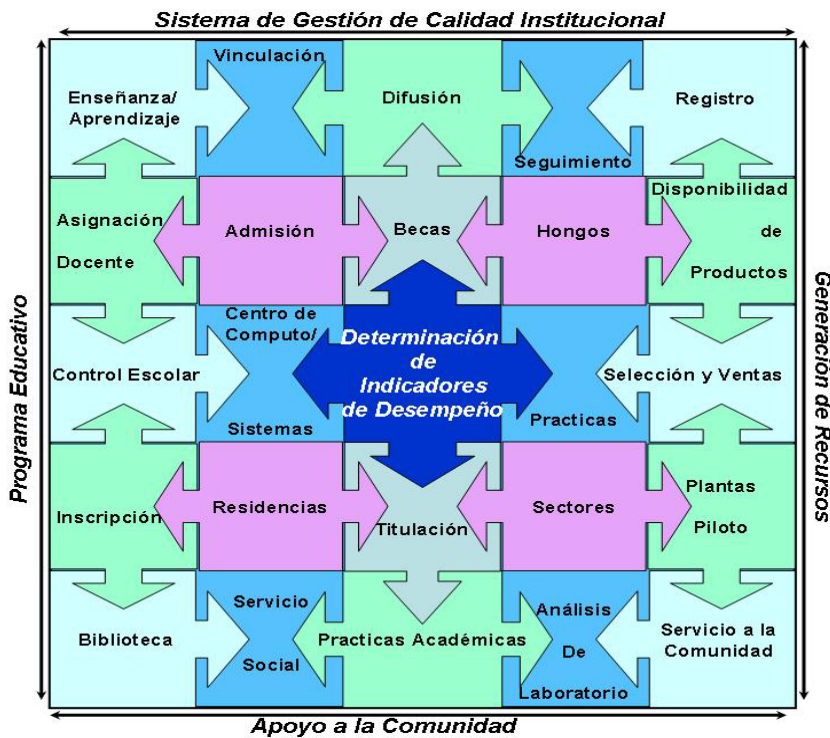 Sistema de Gestión de Calidad Institucional
Programa Educativo
Generación de Recursos
Enseñanza/
Aprendizaje
Vinculación
Difusión
Seguimiento
Registro
Asignación
Docente
Admisión
Becas
Hongos
Disponibilidad
de
Productos
Control Escolar
Centro de
Computo/
Sistemas
Determinación
de
Indicadores
de Desempeño
Practicas
Selección y Ventas
Inscripción
Residencias
Titulación
Sectores
Plantas
Piloto
Biblioteca
Servicio
Social
Practicas Académicas
Análisis
De
Laboratorio
Servicio a la
Comunidad
Apoyo a la Comunidad